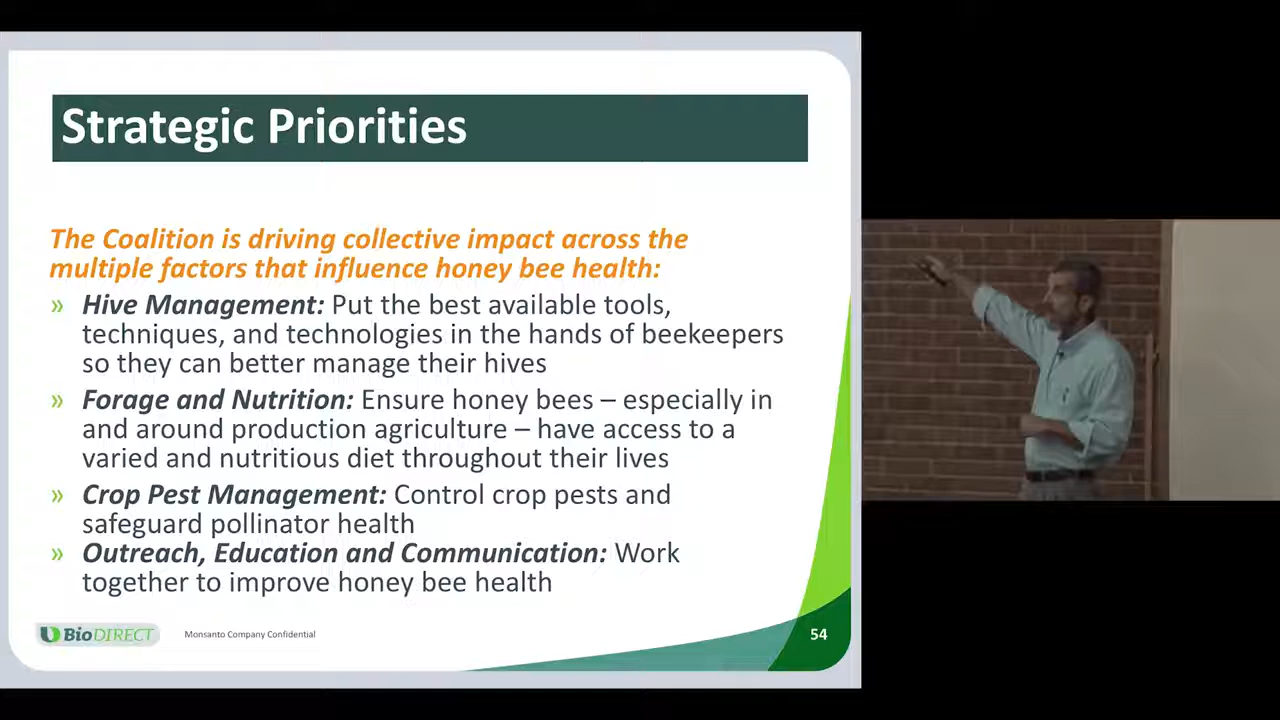 Strategic Priorities
The Coalition is driving collective impact across the
multiple factors that influence honey bee health:
» Hive Management: Put the best available tools,
techniques, and technologies in the hands of beekeepers
so they can better manage their hives
» Forage and Nutrition: Ensure honey bees – especially in
and around production agriculture – have access to a
varied and nutritious diet throughout their lives
» Crop Pest Management: Control crop pests and
safeguard pollinator health
» Outreach, Education and Communication: Work
together to improve honey bee health
BioDIRECT Monsanto Company Confidential 54